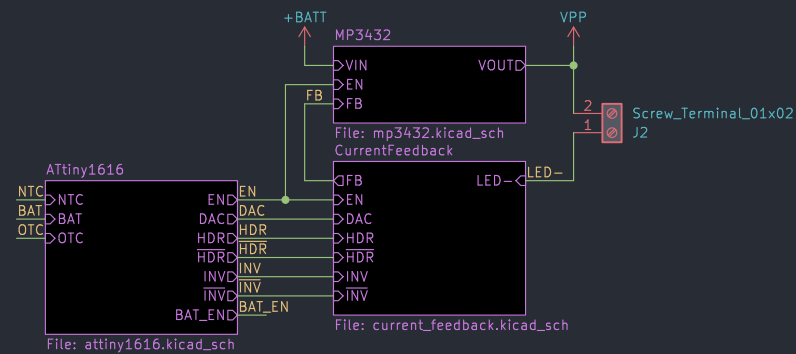 +BATT
VPP
MP3432
VIN
VOUT
EN
FB
FB
2
Screw_Terminal_01x02
1
J2
File: mp3432.kicad_sch
CurrentFeedback
ATtiny1616
FB
LED-
LED-
NTC
NTC
EN
EN
EN
BAT
BAT
DAC
DAC
DAC
OTC
OTC
HDR
HDR
HDR
HDR
HDR
HDR
INV
INV
INV
INV
INV
INV
BAT_EN
BAT_EN
File: current_feedback.kicad_sch
File: attiny1616.kicad_sch